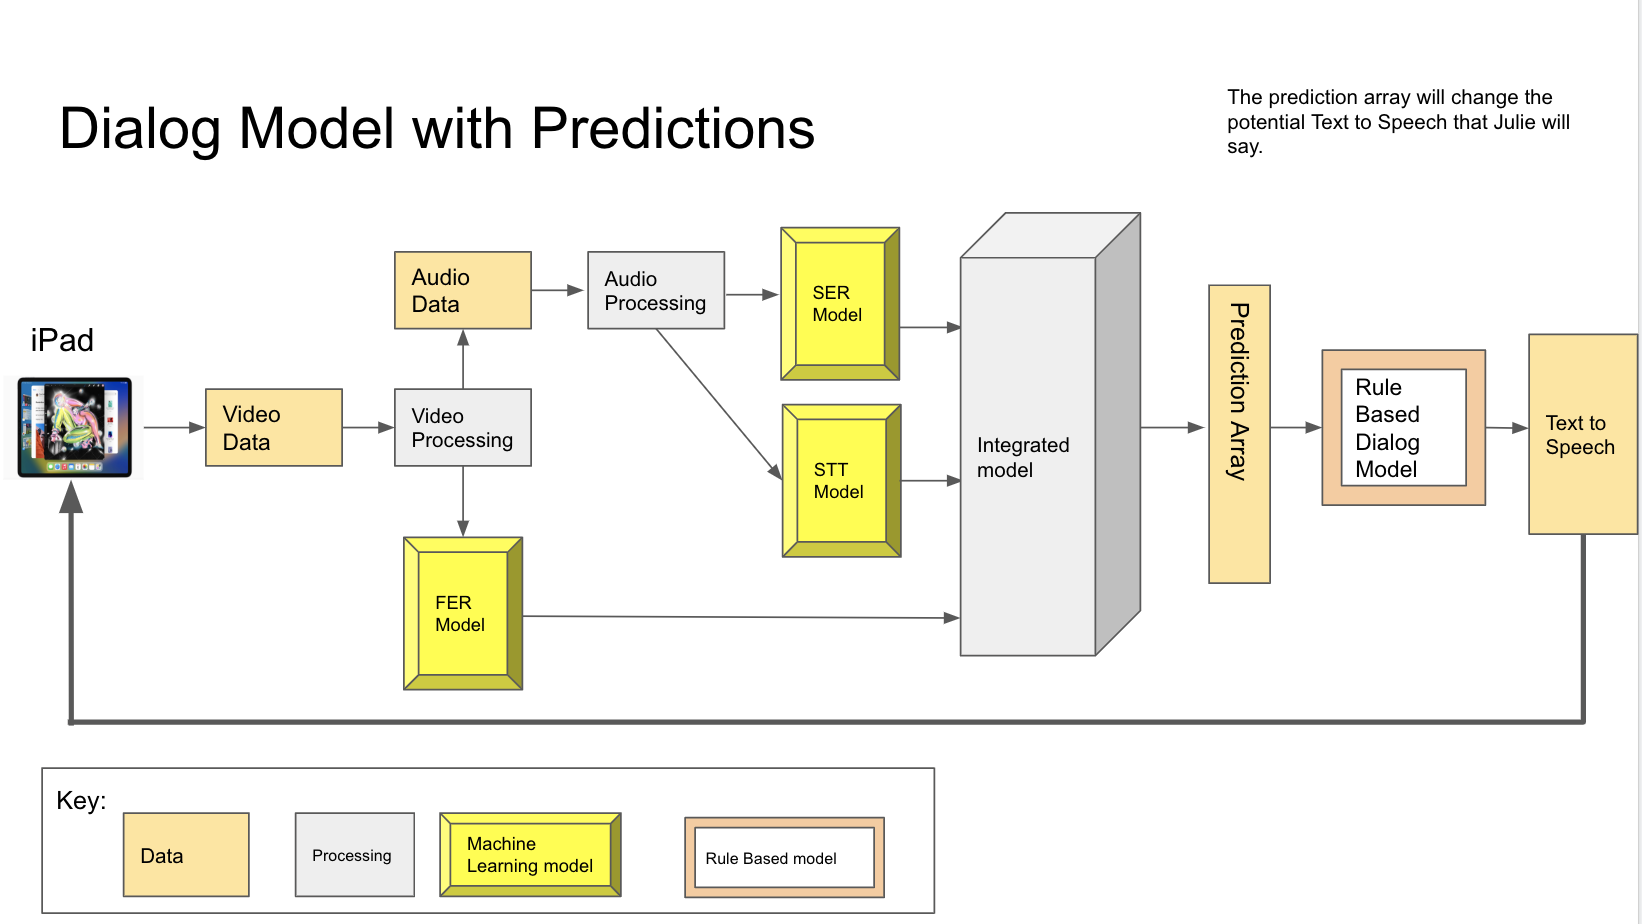 Dialog Model with Predictions
The prediction array will change the
potential Text to Speech that Julie will
say.
iPad
Video
Data
Audio
Data
Video
Processing
Audio
Processing
FER
Model
SER
Model
STT
Model
Integrated
model
Prediction Array
Rule
Based
Dialog
Model
Text to
Speech
Key:
Data
Processing
Machine
Learning model
Rule Based model